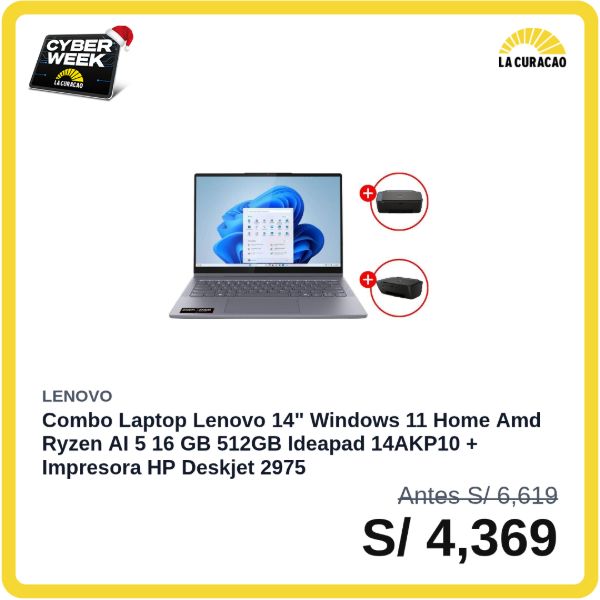 CYBER
WEEK
LA CURACAO
LA CURACAO
LENOVO
Combo Laptop Lenovo 14" Windows 11 Home Amd
Ryzen AI 5 16 GB 512GB Ideapad 14AKP10 +
Impresora HP Deskjet 2975
Antes S/ 6,619
S/ 4,369